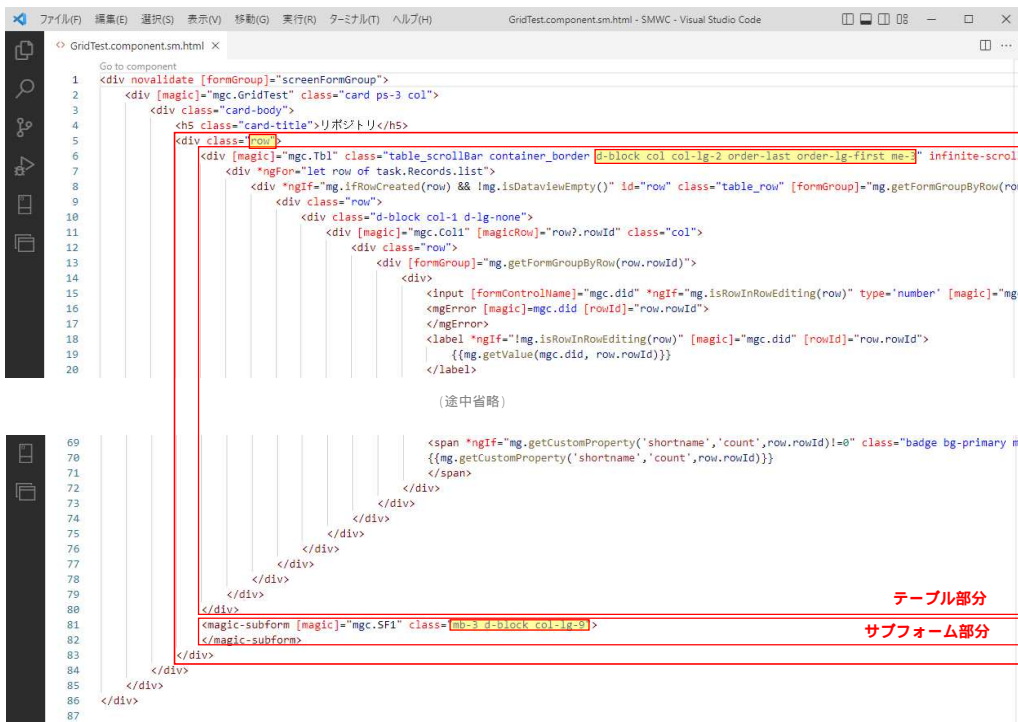 ファイル(F) 編集(E) 選択(S) 表示(V) 移動(G) 実行(R) ターミナル(T) ヘルプ(H) GridTest.component.sm.html - SMWC - Visual Studio Code
GridTest.component.sm.html
Go to component
1 <div novalidate [formGroup]="screenFormGroup">
2 <div [magic]="mgc.GridTest" class="card ps-3 col">
3 <div class="card-body">
4 <h5 class="card-title">リポジトリ</h5>
5 <div class="row">
6 <div [magic]="mgc.Tbl" class="table_scrollBar container_border d-block col col-lg-2 order-last order-lg-first me-3" infinite-scrol
7 <div *ngFor="let row of task.Records.list">
8 <div *ngIf="mg.ifRowCreated(row) && !mg.isDataviewEmpty()" id="row" class="table_row" [formGroup]="mg.getFormGroupByRow(ro
9 <div class="row">
10 <div class="d-block col-1 d-lg-none">
11 <div [magic]="mgc.Col1" [magicRow]="row?.rowId" class="col">
12 <div class="row">
13 <div [formGroup]="mg.getFormGroupByRow(row.rowId)">
14 <div>
15 <input [formControlName]="mgc.did" *ngIf="mg.isRowInRowEditing(row)" type='number' [magic]="mg
16 <mgError [magic]=mgc.did [rowId]="row.rowId">
17 </mgError>
18 <label *ngIf="!mg.isRowInRowEditing(row)" [magic]="mgc.did" [rowId]="row.rowId">
19 {{mg.getValue(mgc.did, row.rowId)}}
20 </label>
(途中省略)
69 <span *ngIf="mg.getCustomProperty('shortname','count',row.rowId)!=0" class="badge bg-primary m
70 {{mg.getCustomProperty('shortname','count',row.rowId)}}
71 </span>
72 </div>
73 </div>
74 </div>
75 </div>
76 </div>
77 </div>
78 </div>
79 </div>
テーブル部分
80 </div>
81 <magic-subform [magic]="mgc.SF1" class="mb-3 d-block col-lg-9">
サブフォーム部分
82 </magic-subform>
83 </div>
84 </div>
85 </div>
86 </div>
87